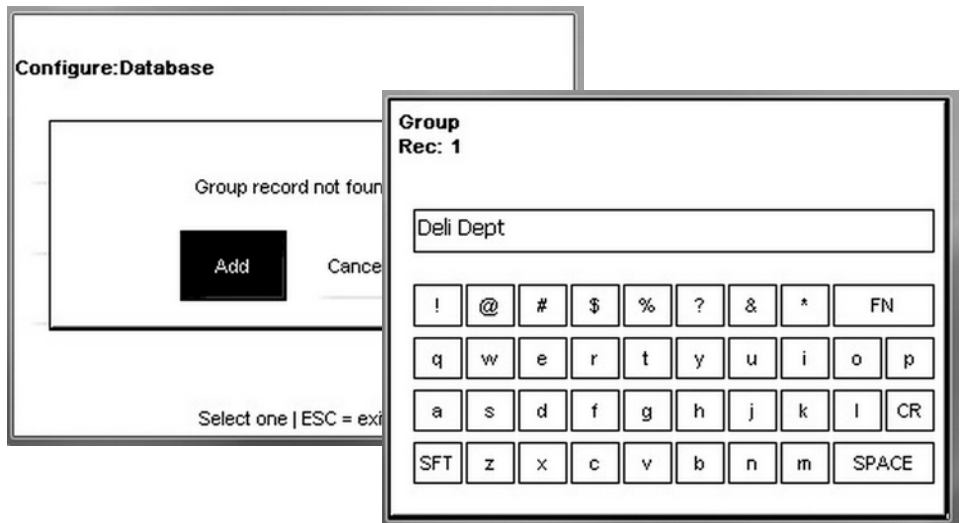 Configure:Database
Group record not foun
Add Cance
Select one | ESC = exi
Group
Rec: 1
Deli Dept
! @ # $ % ? & * FN
q w e r t y u i o p
a s d f g h j k l CR
SFT z x c v b n m SPACE